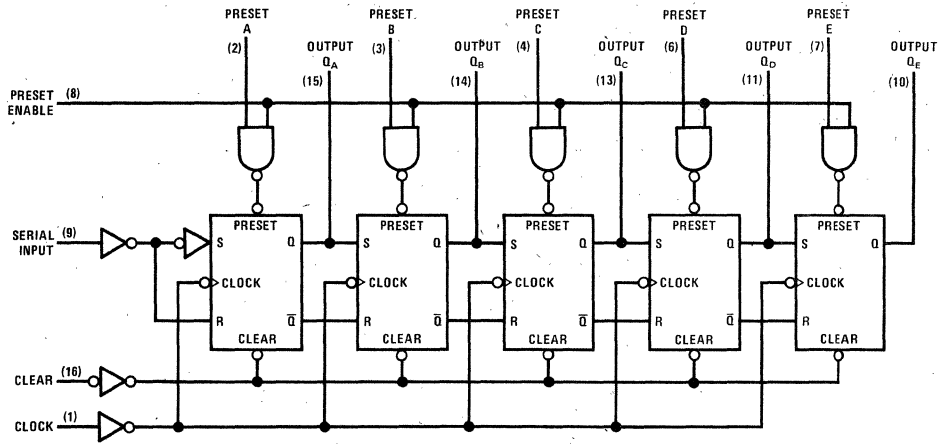 PRESET
A
(2)
OUTPUT
QA
(15)
PRESET
B
(3)
OUTPUT
QB
(14)
PRESET
C
(4)
OUTPUT
QC
(13)
PRESET
D
(6)
OUTPUT
QD
(11)
PRESET
E
(7)
OUTPUT
QE
(10)
PRESET
ENABLE
(8)
SERIAL
INPUT
(9)
PRESET
S
Q
CLOCK
R
Q̅
CLEAR
PRESET
S
Q
CLOCK
R
Q̅
CLEAR
PRESET
S
Q
CLOCK
R
Q̅
CLEAR
PRESET
S
Q
CLOCK
R
Q̅
CLEAR
PRESET
S
Q
CLOCK
R
CLEAR
CLEAR (16)
CLOCK (1)